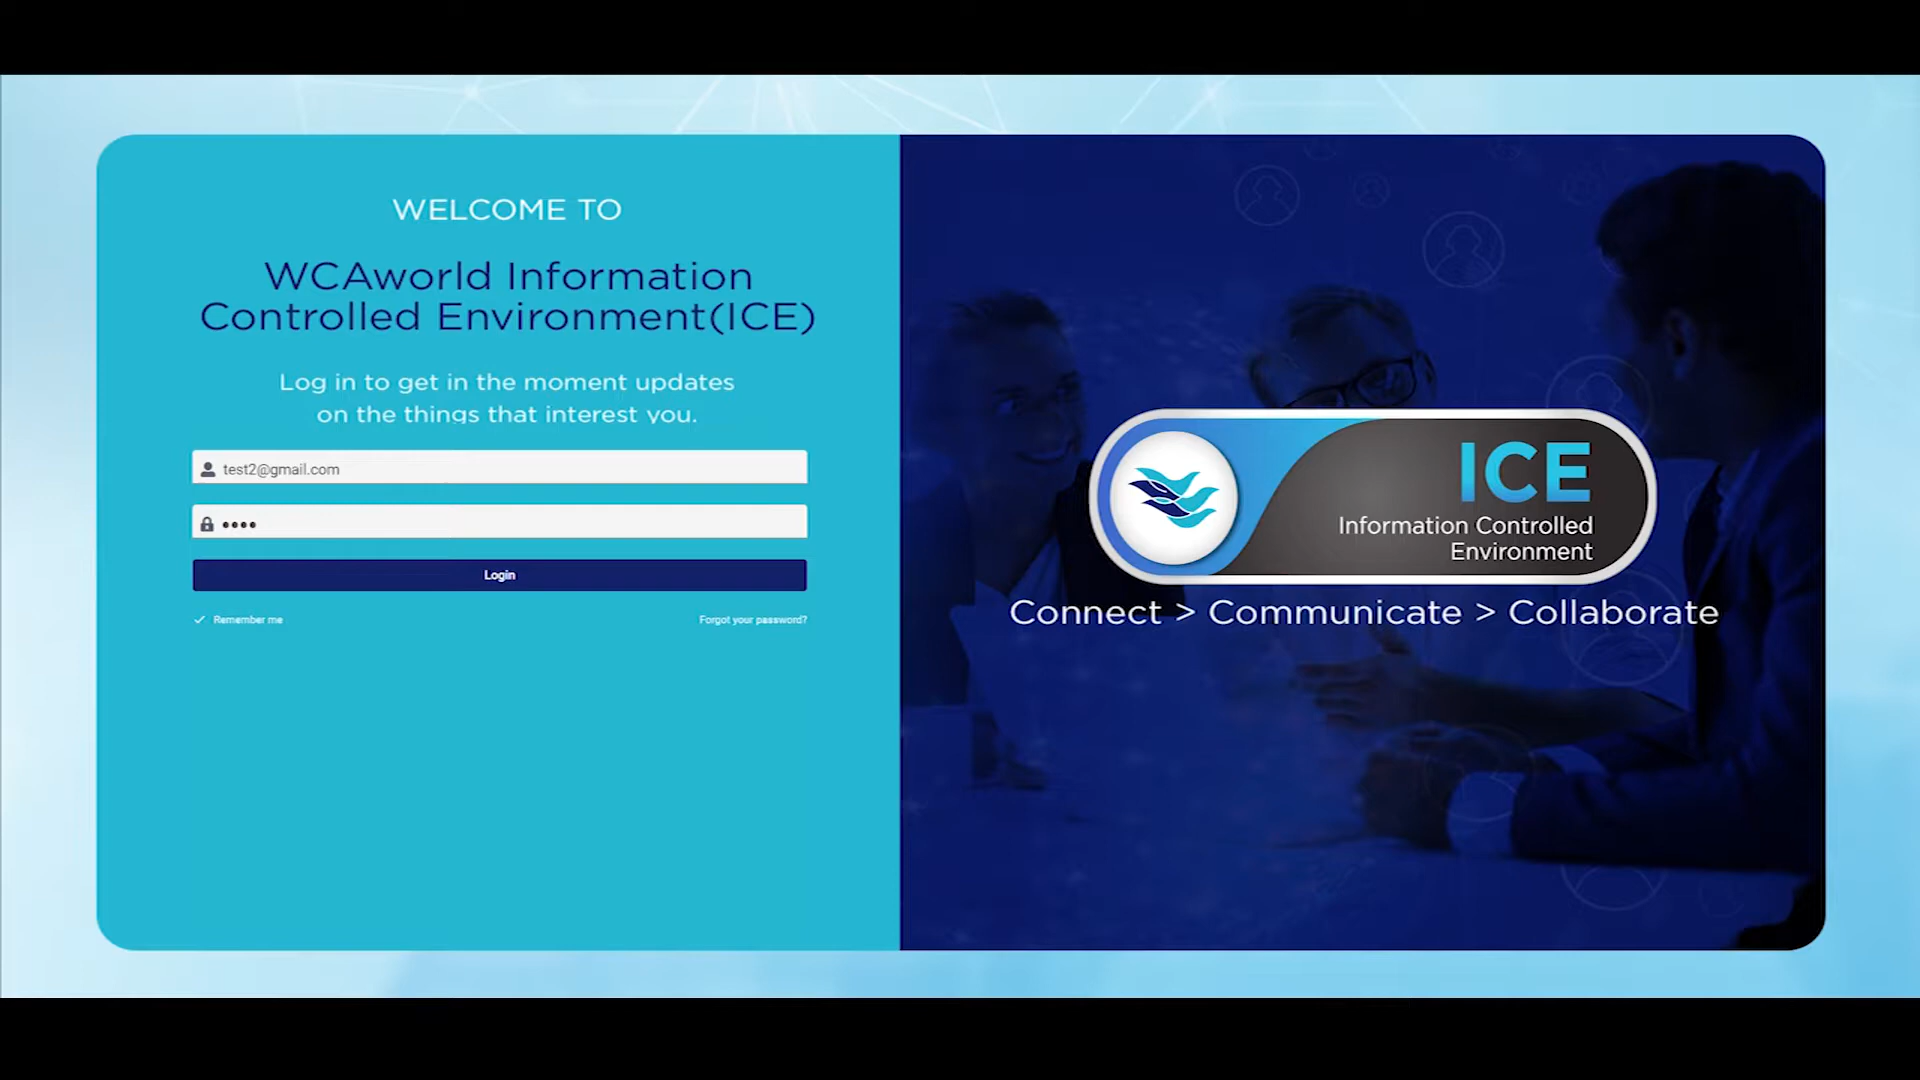 WELCOME TO
WCAworld Information
Controlled Environment(ICE)
Log in to get in the moment updates
on the things that interest you.
test2@gmail.com
••••
Login
Remember me
Forgot your password?
ICE
Information Controlled
Environment
Connect > Communicate > Collaborate